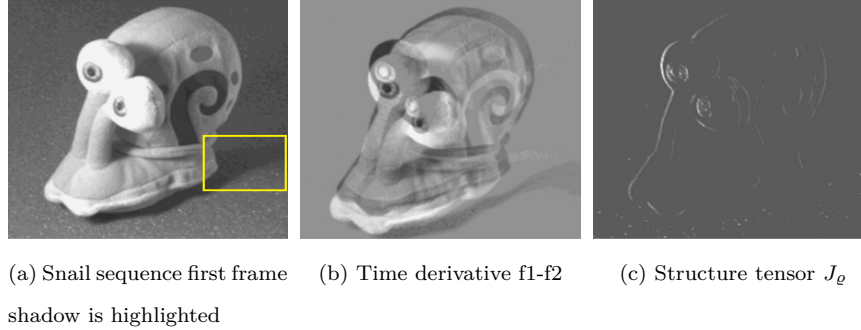 (a) Snail sequence first frame
shadow is highlighted
(b) Time derivative f1-f2
(c) Structure tensor J_ϱ